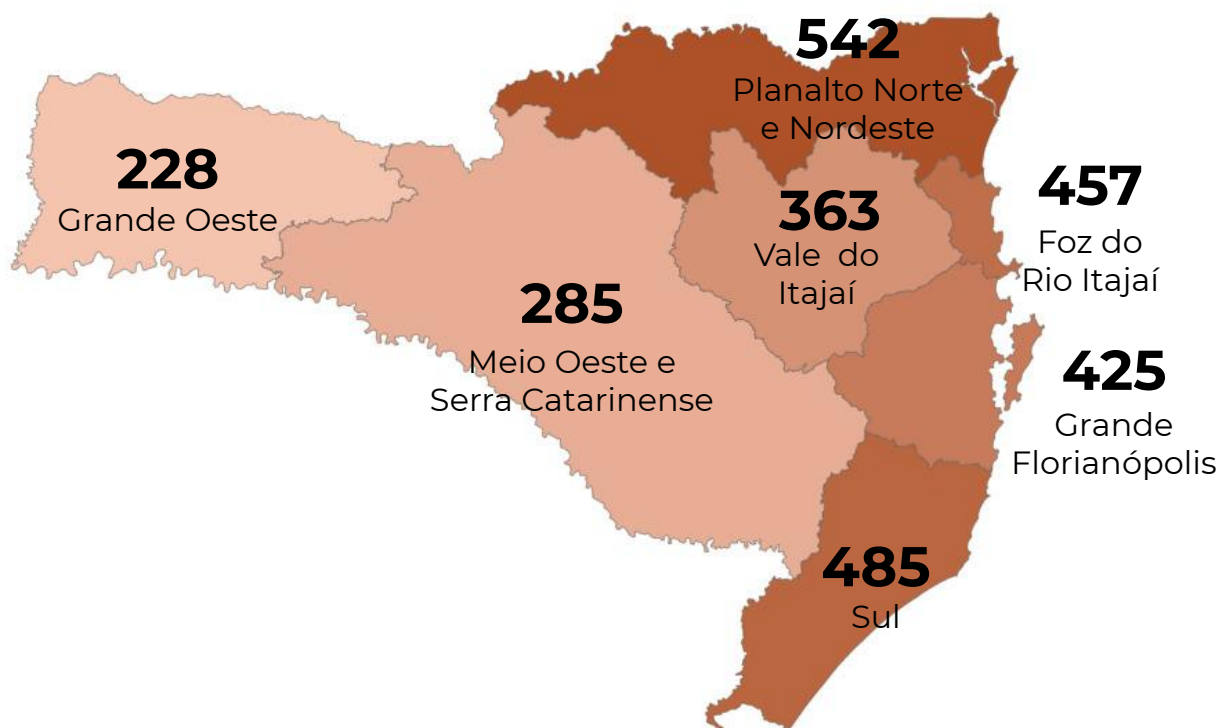 542
Planalto Norte
e Nordeste
228
Grande Oeste
363
Vale do
Itajaí
457
Foz do
Rio Itajaí
285
Meio Oeste e
Serra Catarinense
425
Grande
Florianópolis
485
Sul